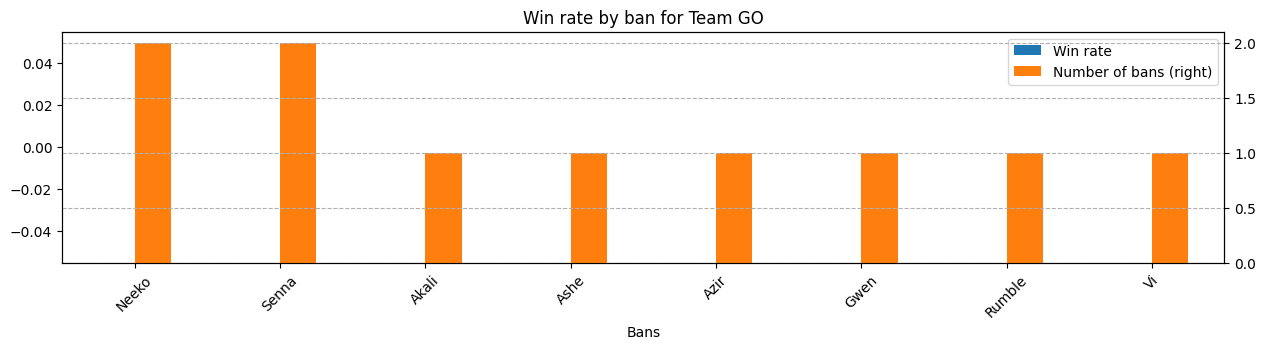 Win rate by ban for Team GO
0.04
0.02
0.00
−0.02
−0.04
2.0
1.5
1.0
0.5
0.0
Win rate
Number of bans (right)
Neeko
Senna
Akali
Ashe
Azir
Gwen
Rumble
Vi
Bans